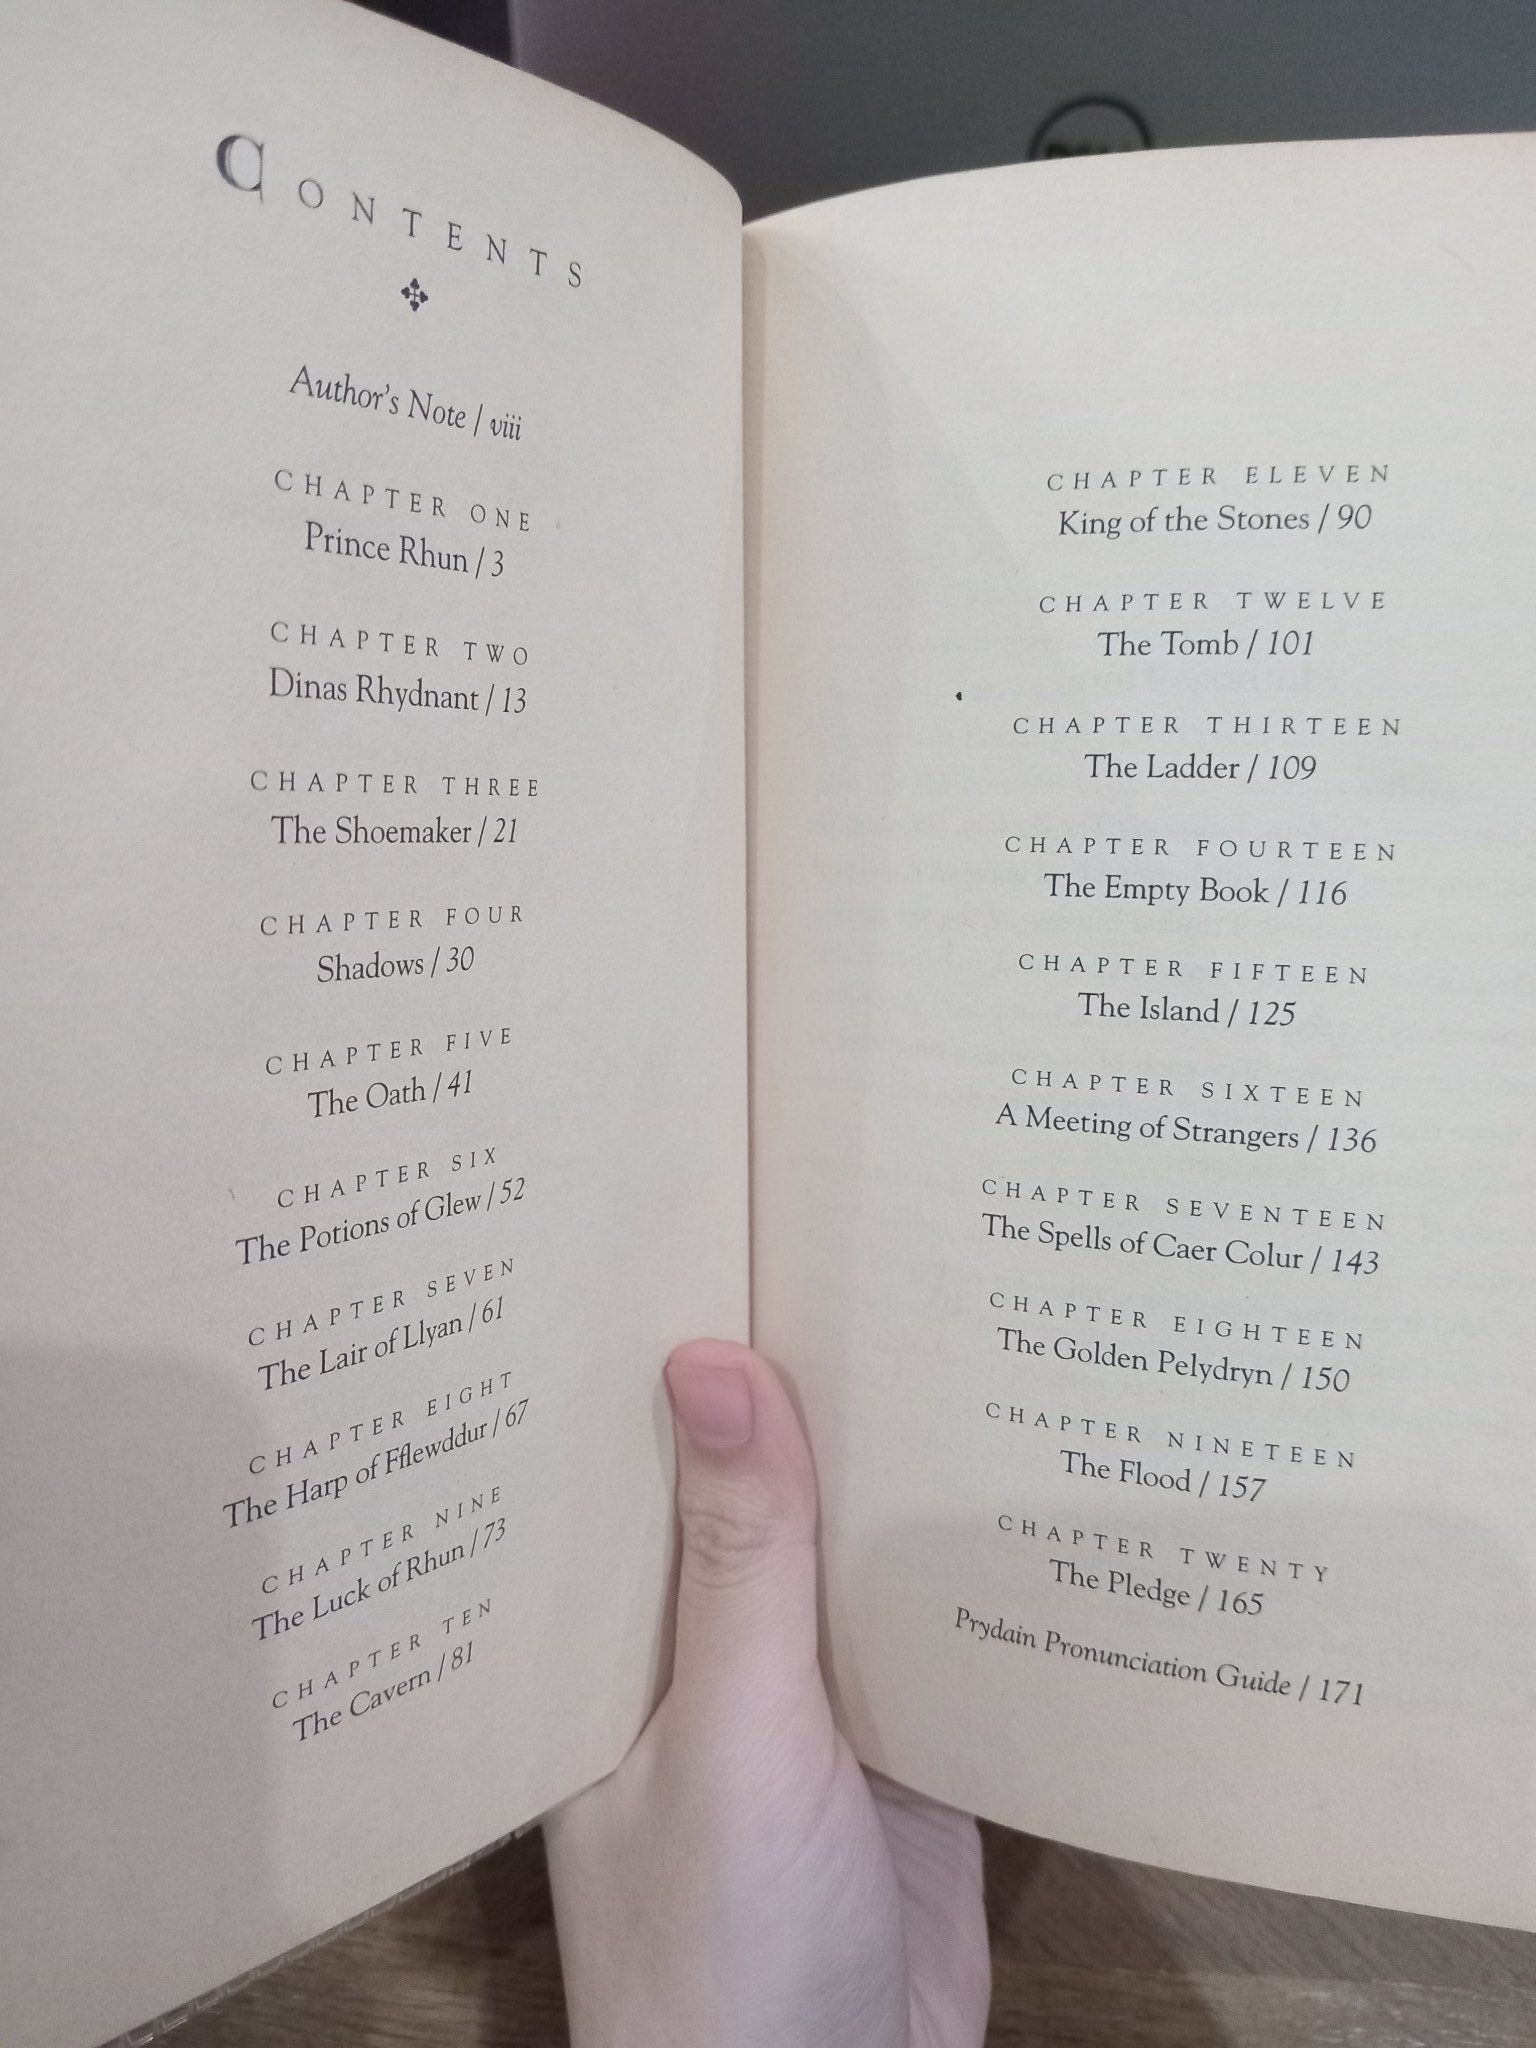 CONTENTS
Author's Note / viii
CHAPTER ONE
Prince Rhun / 3
CHAPTER TWO
Dinas Rhydnant / 13
CHAPTER THREE
The Shoemaker / 21
CHAPTER FOUR
Shadows / 30
CHAPTER FIVE
The Oath / 41
CHAPTER SIX
The Potions of Glew / 52
CHAPTER SEVEN
The Lair of Llyan / 61
CHAPTER EIGHT
The Harp of Fflewddur / 67
CHAPTER NINE
The Luck of Rhun / 73
CHAPTER TEN
The Cavern / 81
CHAPTER ELEVEN
King of the Stones / 90
CHAPTER TWELVE
The Tomb / 101
CHAPTER THIRTEEN
The Ladder / 109
CHAPTER FOURTEEN
The Empty Book / 116
CHAPTER FIFTEEN
The Island / 125
CHAPTER SIXTEEN
A Meeting of Strangers / 136
CHAPTER SEVENTEEN
The Spells of Caer Colur / 143
CHAPTER EIGHTEEN
The Golden Pelydryn / 150
CHAPTER NINETEEN
The Flood / 157
CHAPTER TWENTY
The Pledge / 165
Prydain Pronunciation Guide / 171